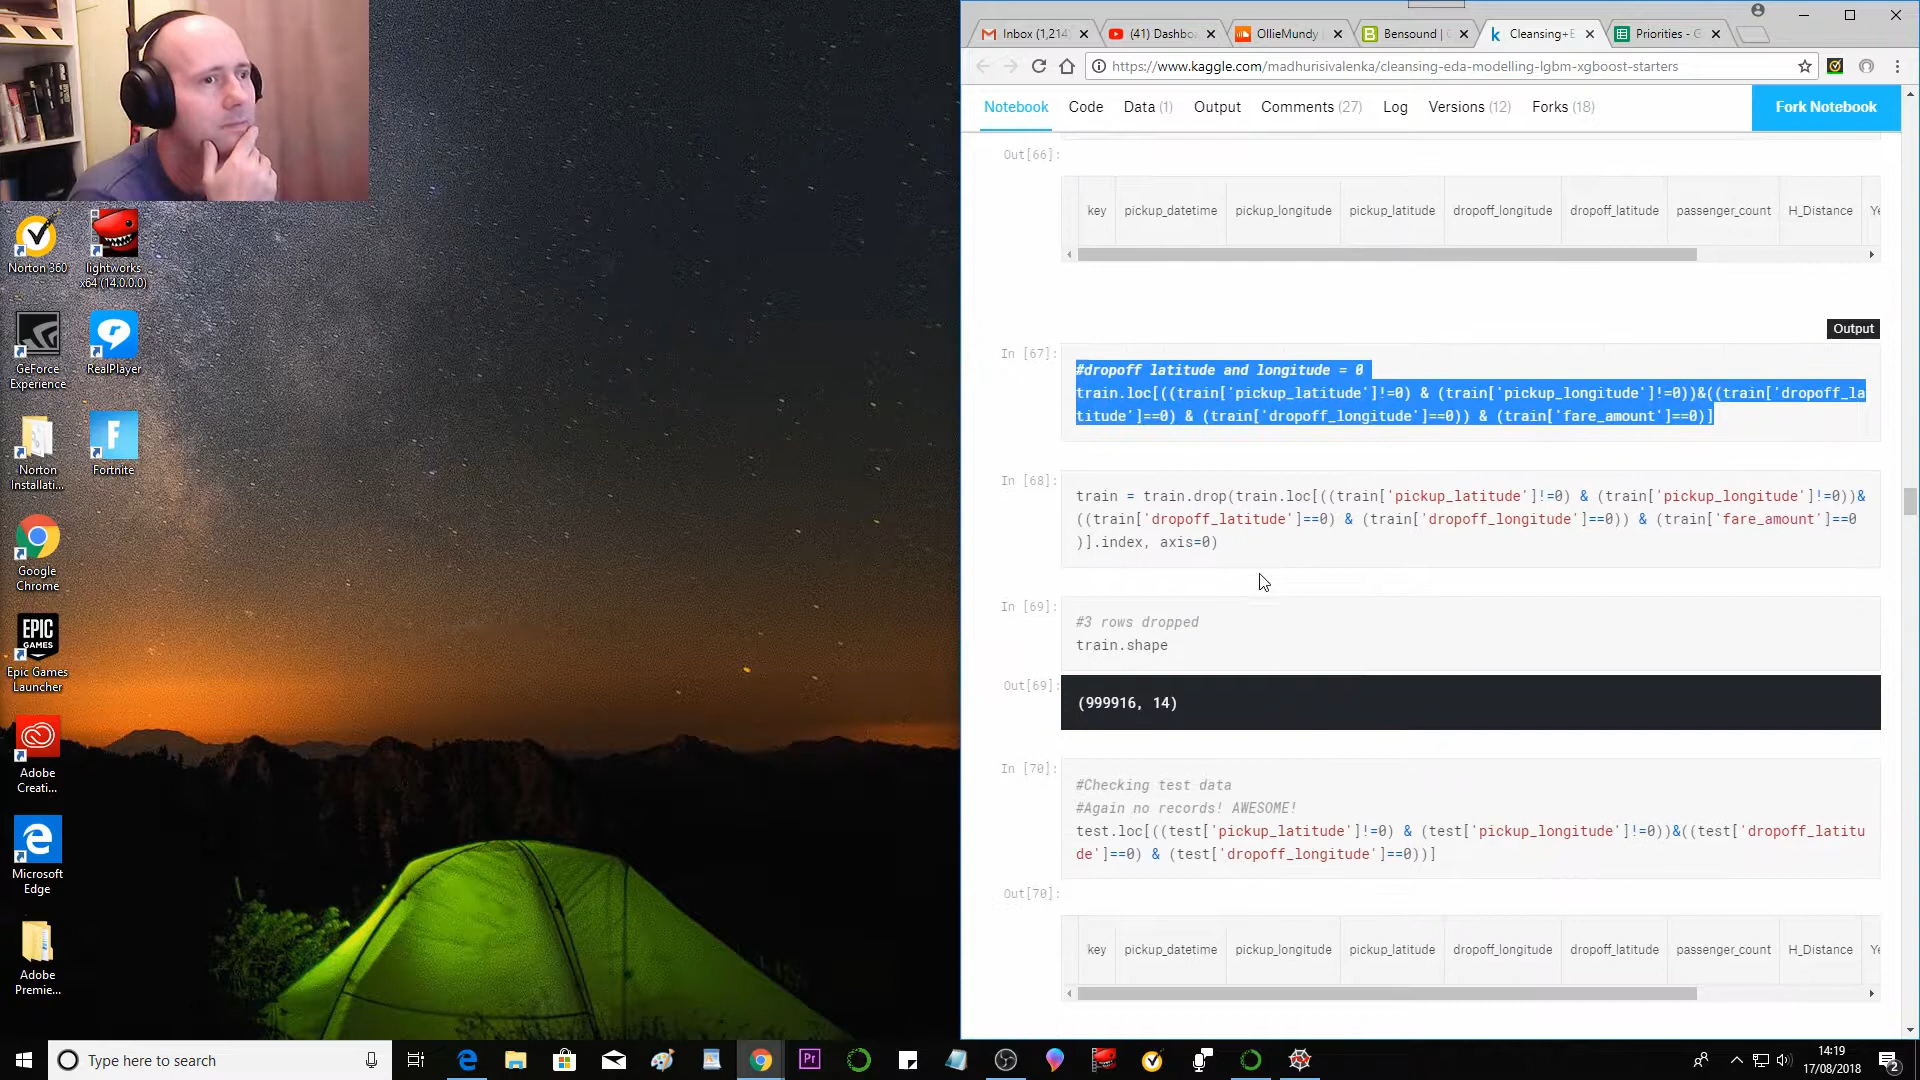 Inbox (1,214
(41) Dashbo
OllieMundy
Bensound |
Cleansing+E
Priorities - G
https://www.kaggle.com/madhurisivalenka/cleansing-eda-modelling-lgbm-xgboost-starters
Notebook Code Data (1) Output Comments (27) Log Versions (12) Forks (18) Fork Notebook
Out[66]:
key pickup_datetime pickup_longitude pickup_latitude dropoff_longitude dropoff_latitude passenger_count H_Distance Ye
Output
In [67]:
#dropoff latitude and longitude = 0
train.loc[((train['pickup_latitude']!=0) & (train['pickup_longitude']!=0))&((train['dropoff_la
titude']==0) & (train['dropoff_longitude']==0)) & (train['fare_amount']==0)]
In [68]:
train = train.drop(train.loc[((train['pickup_latitude']!=0) & (train['pickup_longitude']!=0))&
((train['dropoff_latitude']==0) & (train['dropoff_longitude']==0)) & (train['fare_amount']==0
)].index, axis=0)
In [69]:
#3 rows dropped
train.shape
Out[69]:
(999916, 14)
In [70]:
#Checking test data
#Again no records! AWESOME!
test.loc[((test['pickup_latitude']!=0) & (test['pickup_longitude']!=0))&((test['dropoff_latitu
de']==0) & (test['dropoff_longitude']==0))]
Out[70]:
key pickup_datetime pickup_longitude pickup_latitude dropoff_longitude dropoff_latitude passenger_count H_Distance Ye
Norton 360
lightworks
x64 (14.0.0.0)
GeForce
Experience
RealPlayer
Norton
Installati...
Fortnite
Google
Chrome
EPIC
GAMES
Epic Games
Launcher
Adobe
Creati...
Microsoft
Edge
Adobe
Premie...
Type here to search
Pr
14:19
17/08/2018
2